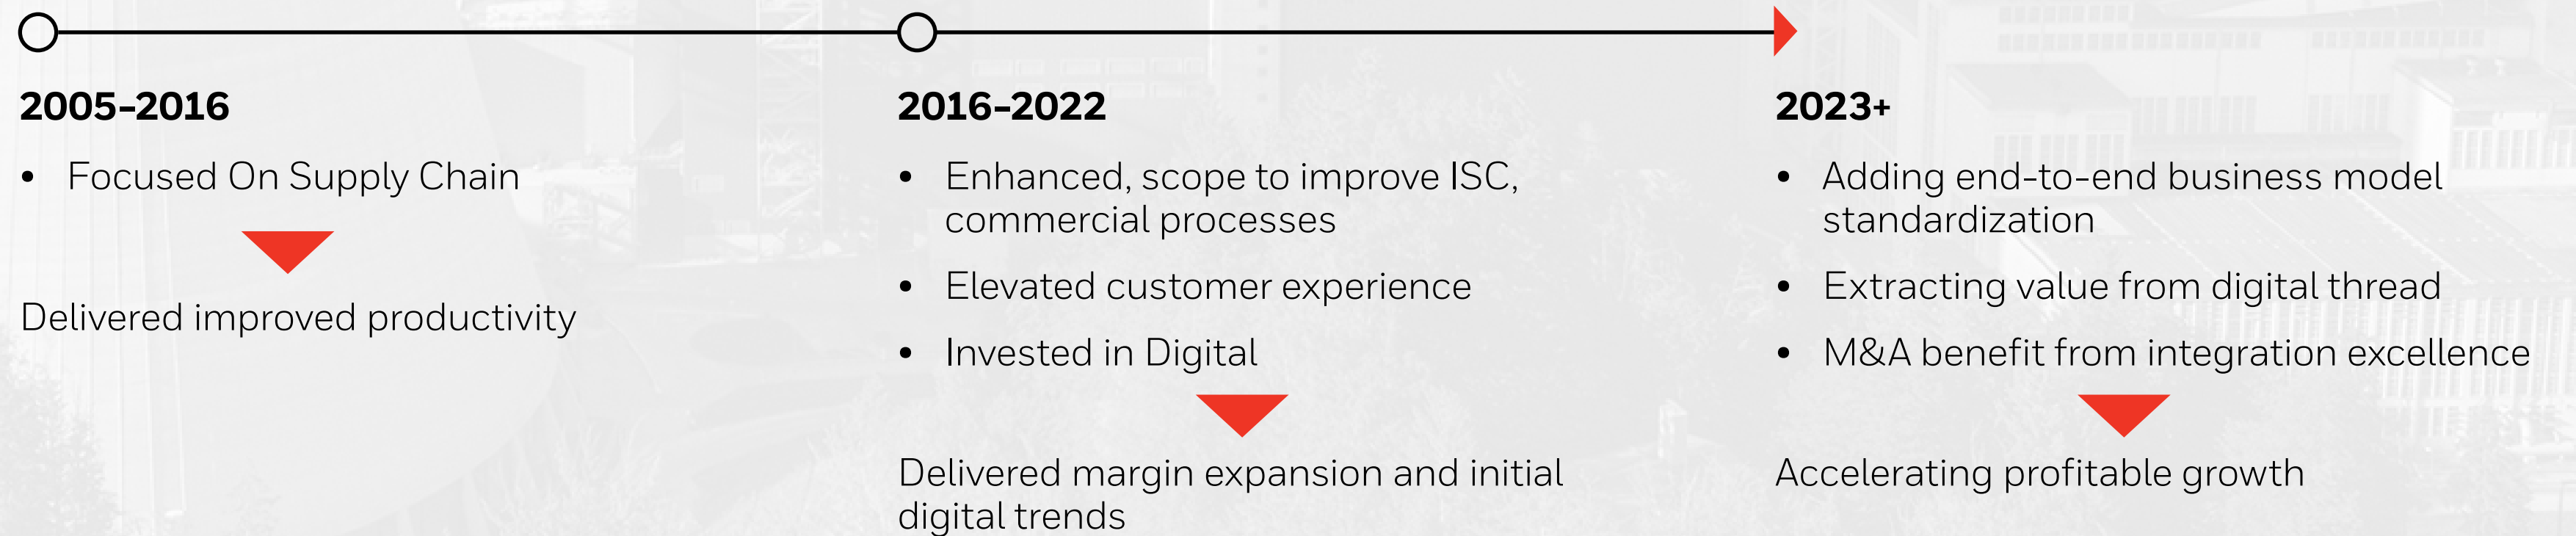 2005-2016
• Focused On Supply Chain
Delivered improved productivity
2016-2022
• Enhanced, scope to improve ISC,
commercial processes
• Elevated customer experience
• Invested in Digital
Delivered margin expansion and initial
digital trends
2023+
• Adding end-to-end business model
standardization
• Extracting value from digital thread
• M&A benefit from integration excellence
Accelerating profitable growth